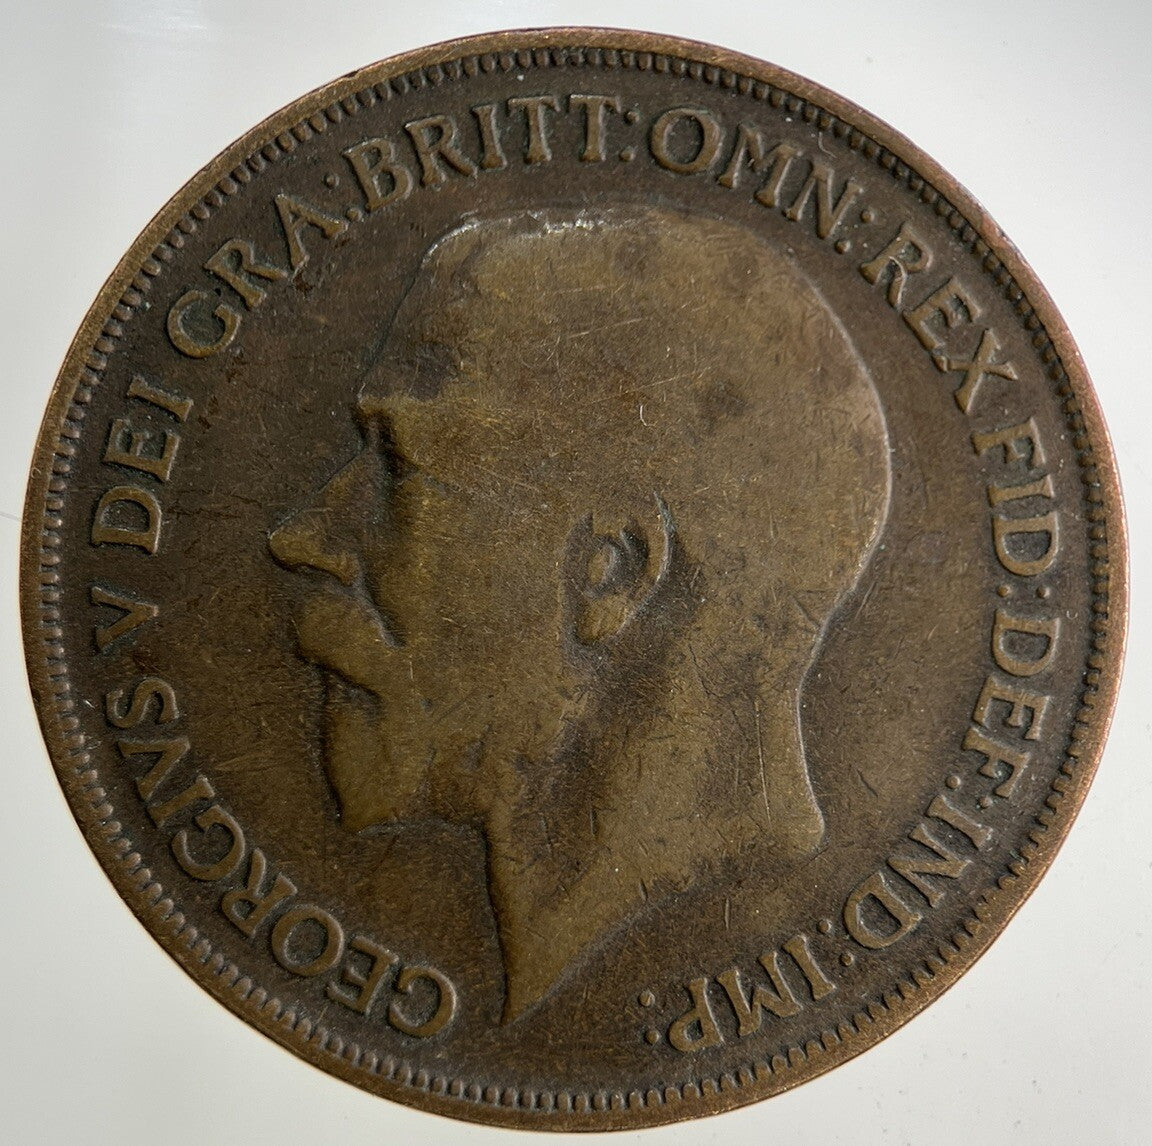 GEORGIVS V DEI GRA:BRITT:OMN:REX FID:DEF:IND:IMP: